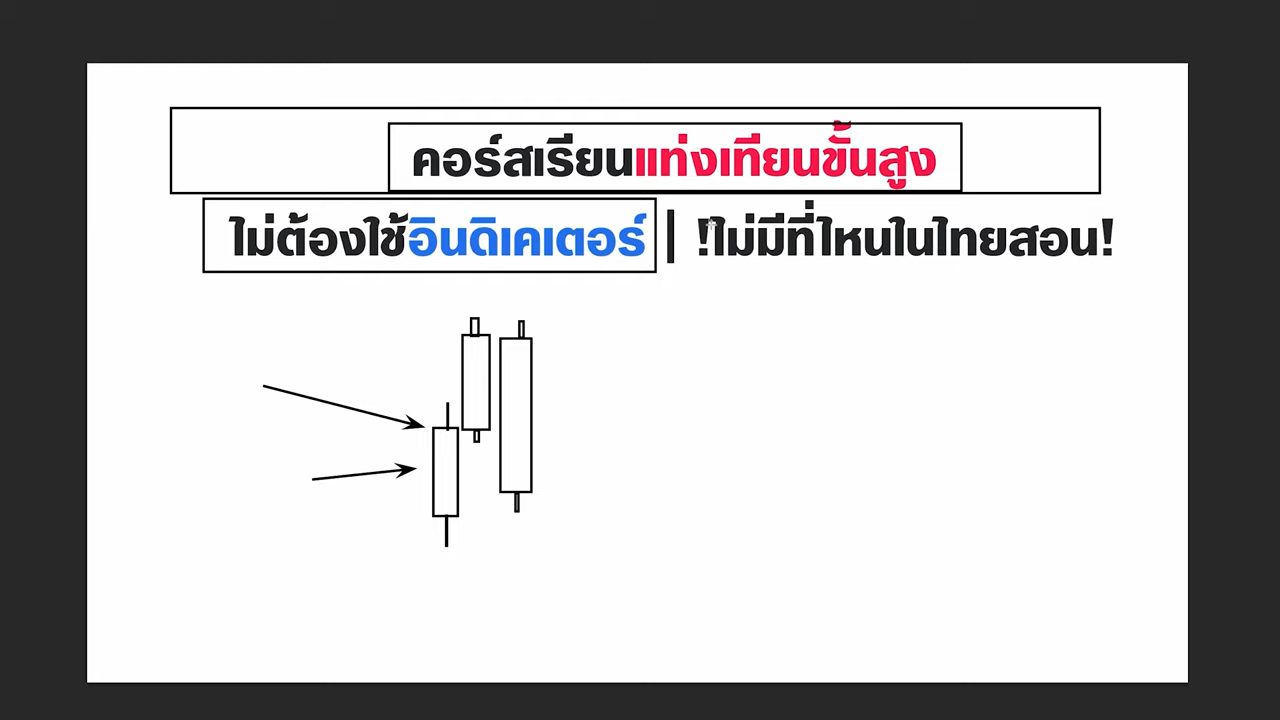 คอร์สเรียนแท่งเทียนขั้นสูง
ไม่ต้องใช้อินดิเคเตอร์ | !ไม่มีที่ไหนในไทยสอน!